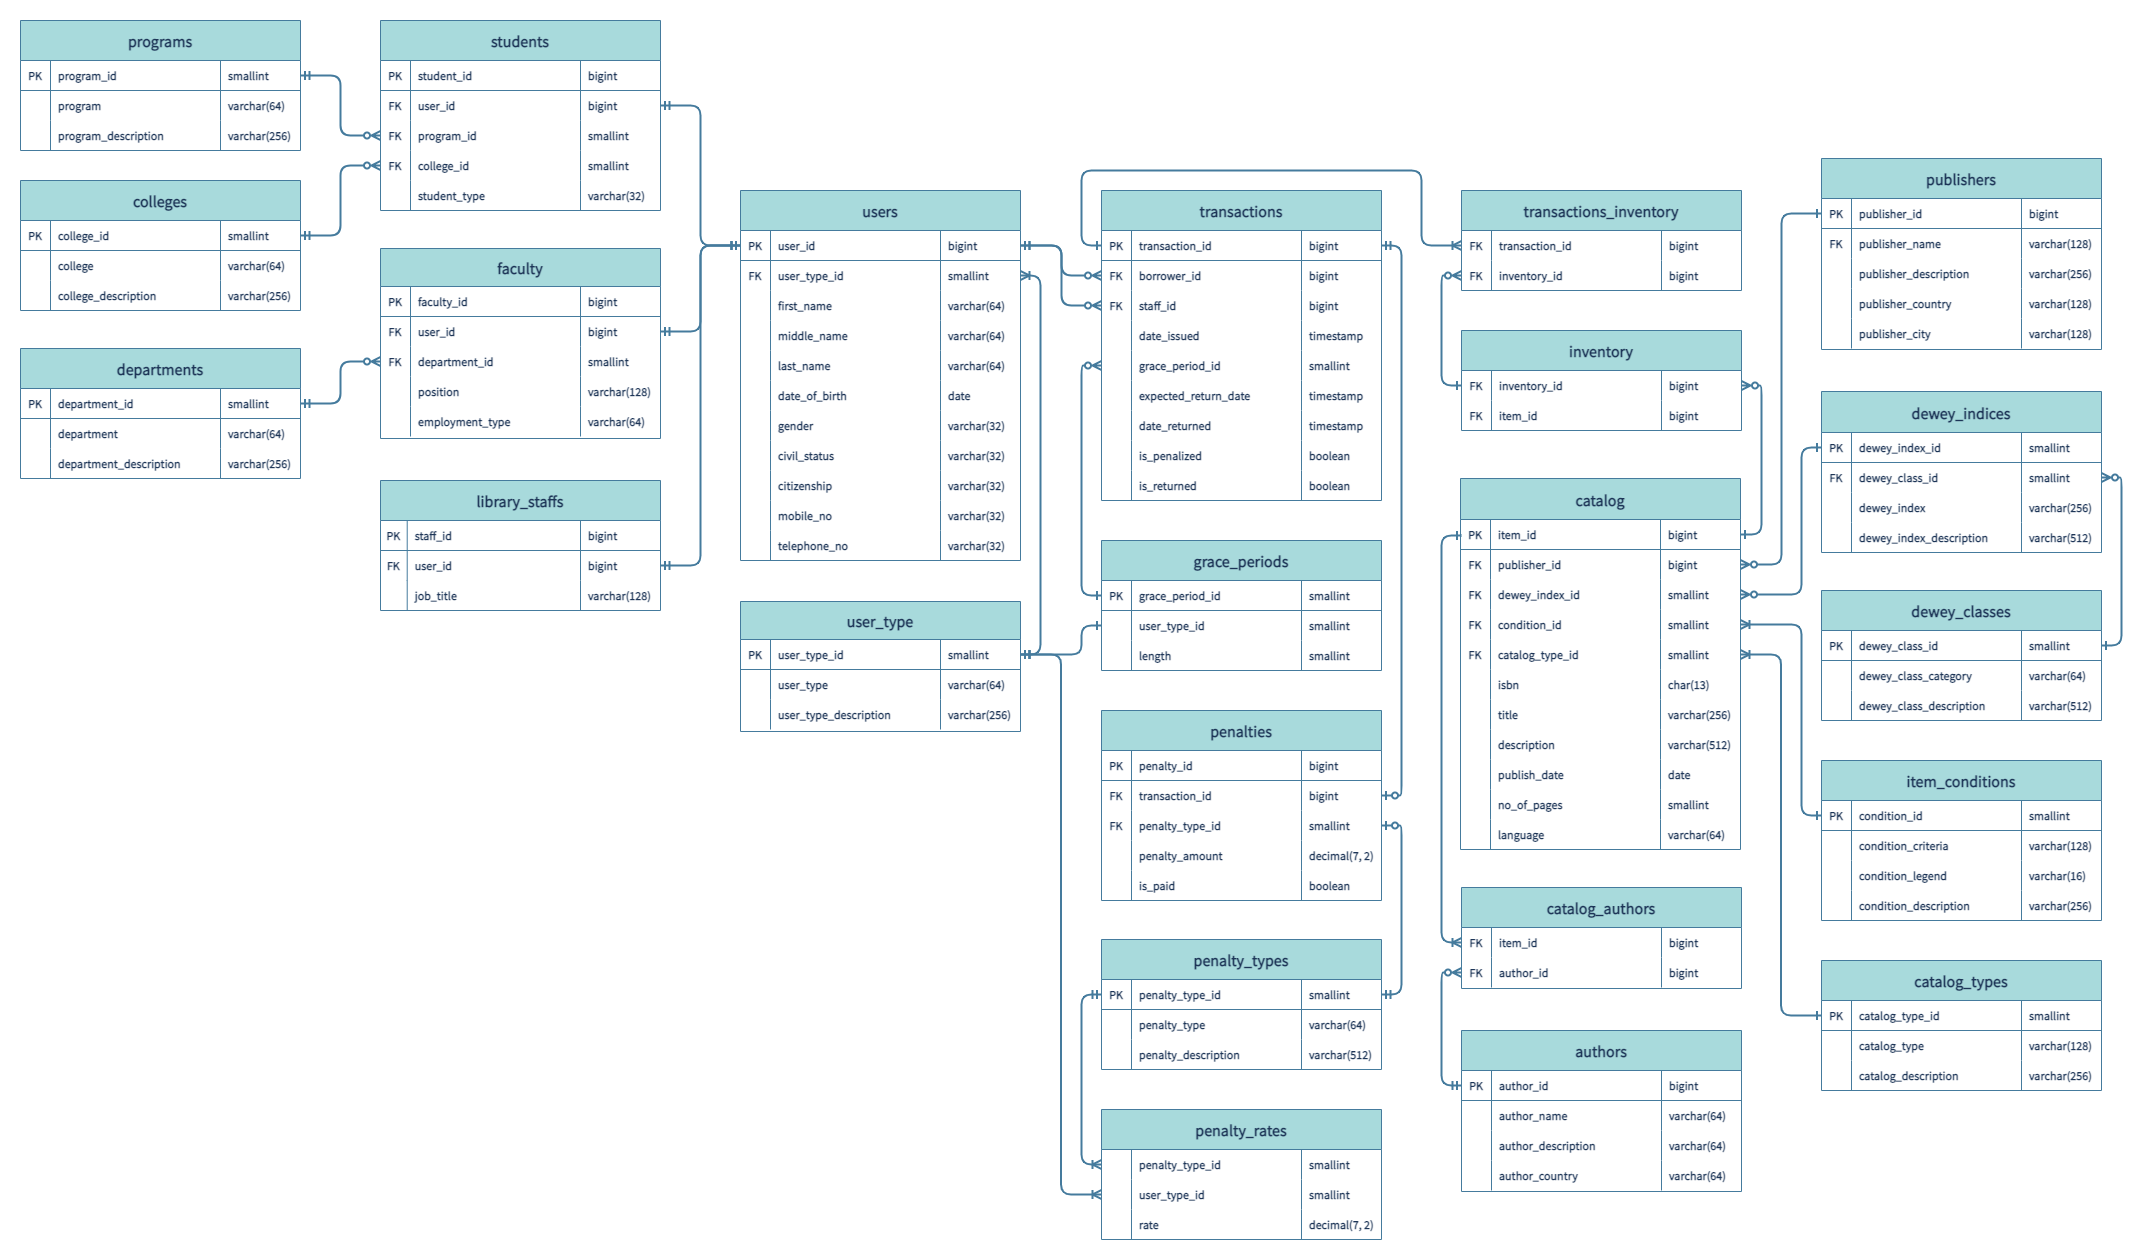 programs
PK program_id smallint
program varchar(64)
program_description varchar(256)
colleges
PK college_id smallint
college varchar(64)
college_description varchar(256)
departments
PK department_id smallint
department varchar(64)
department_description varchar(256)
students
PK student_id bigint
FK user_id bigint
FK program_id smallint
FK college_id smallint
student_type varchar(32)
faculty
PK faculty_id bigint
FK user_id bigint
FK department_id smallint
position varchar(128)
employment_type varchar(64)
library_staffs
PK staff_id bigint
FK user_id bigint
job_title varchar(128)
users
PK user_id bigint
FK user_type_id smallint
first_name varchar(64)
middle_name varchar(64)
last_name varchar(64)
date_of_birth date
gender varchar(32)
civil_status varchar(32)
citizenship varchar(32)
mobile_no varchar(32)
telephone_no varchar(32)
user_type
PK user_type_id smallint
user_type varchar(64)
user_type_description varchar(256)
transactions
PK transaction_id bigint
FK borrower_id bigint
FK staff_id bigint
date_issued timestamp
grace_period_id smallint
expected_return_date timestamp
date_returned timestamp
is_penalized boolean
is_returned boolean
grace_periods
PK grace_period_id smallint
user_type_id smallint
length smallint
penalties
PK penalty_id bigint
FK transaction_id bigint
FK penalty_type_id smallint
penalty_amount decimal(7, 2)
is_paid boolean
penalty_types
PK penalty_type_id smallint
penalty_type varchar(64)
penalty_description varchar(512)
penalty_rates
penalty_type_id smallint
user_type_id smallint
rate decimal(7, 2)
transactions_inventory
FK transaction_id bigint
FK inventory_id bigint
inventory
FK inventory_id bigint
FK item_id bigint
catalog
PK item_id bigint
FK publisher_id bigint
FK dewey_index_id smallint
FK condition_id smallint
FK catalog_type_id smallint
isbn char(13)
title varchar(256)
description varchar(512)
publish_date date
no_of_pages smallint
language varchar(64)
catalog_authors
FK item_id bigint
FK author_id bigint
authors
PK author_id bigint
author_name varchar(64)
author_description varchar(64)
author_country varchar(64)
publishers
PK publisher_id bigint
FK publisher_name varchar(128)
publisher_description varchar(256)
publisher_country varchar(128)
publisher_city varchar(128)
dewey_indices
PK dewey_index_id smallint
FK dewey_class_id smallint
dewey_index varchar(256)
dewey_index_description varchar(512)
dewey_classes
PK dewey_class_id smallint
dewey_class_category varchar(64)
dewey_class_description varchar(512)
item_conditions
PK condition_id smallint
condition_criteria varchar(128)
condition_legend varchar(16)
condition_description varchar(256)
catalog_types
PK catalog_type_id smallint
catalog_type varchar(128)
catalog_description varchar(256)